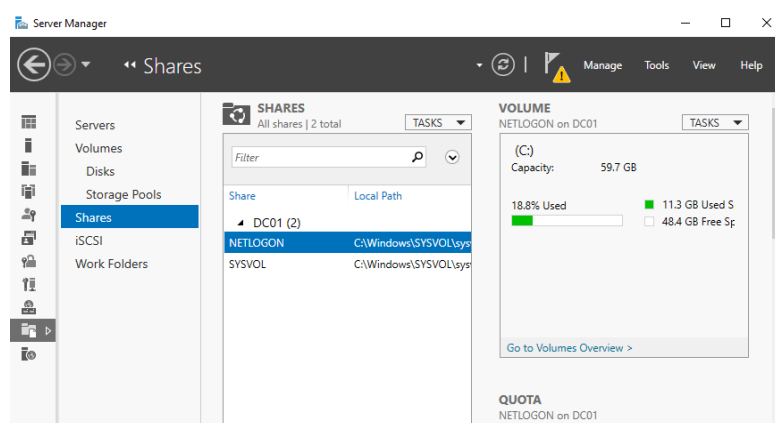 Server Manager
Shares
Manage Tools View Help
Servers
Volumes
Disks
Storage Pools
Shares
iSCSI
Work Folders
SHARES
All shares | 2 total
TASKS
Filter
Share Local Path
DC01 (2)
NETLOGON C:\Windows\SYSVOL\sys
SYSVOL C:\Windows\SYSVOL\sys
VOLUME
NETLOGON on DC01
TASKS
(C:)
Capacity: 59.7 GB
18.8% Used
11.3 GB Used S
48.4 GB Free Sp
Go to Volumes Overview >
QUOTA
NETLOGON on DC01